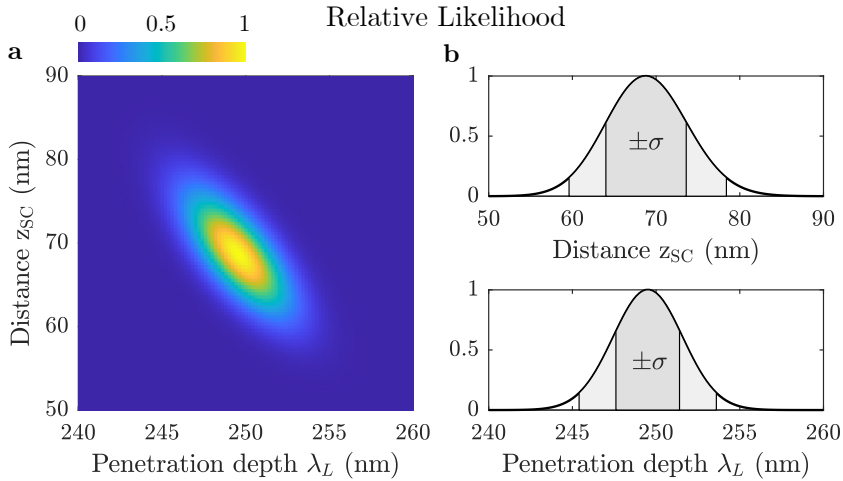 Relative Likelihood
0 0.5 1
a
90
80
70
60
50
Distance z_SC (nm)
240 245 250 255 260
Penetration depth λ_L (nm)
b
1
0.5
0
±σ
50 60 70 80 90
Distance z_SC (nm)
1
0.5
0
±σ
240 245 250 255 260
Penetration depth λ_L (nm)